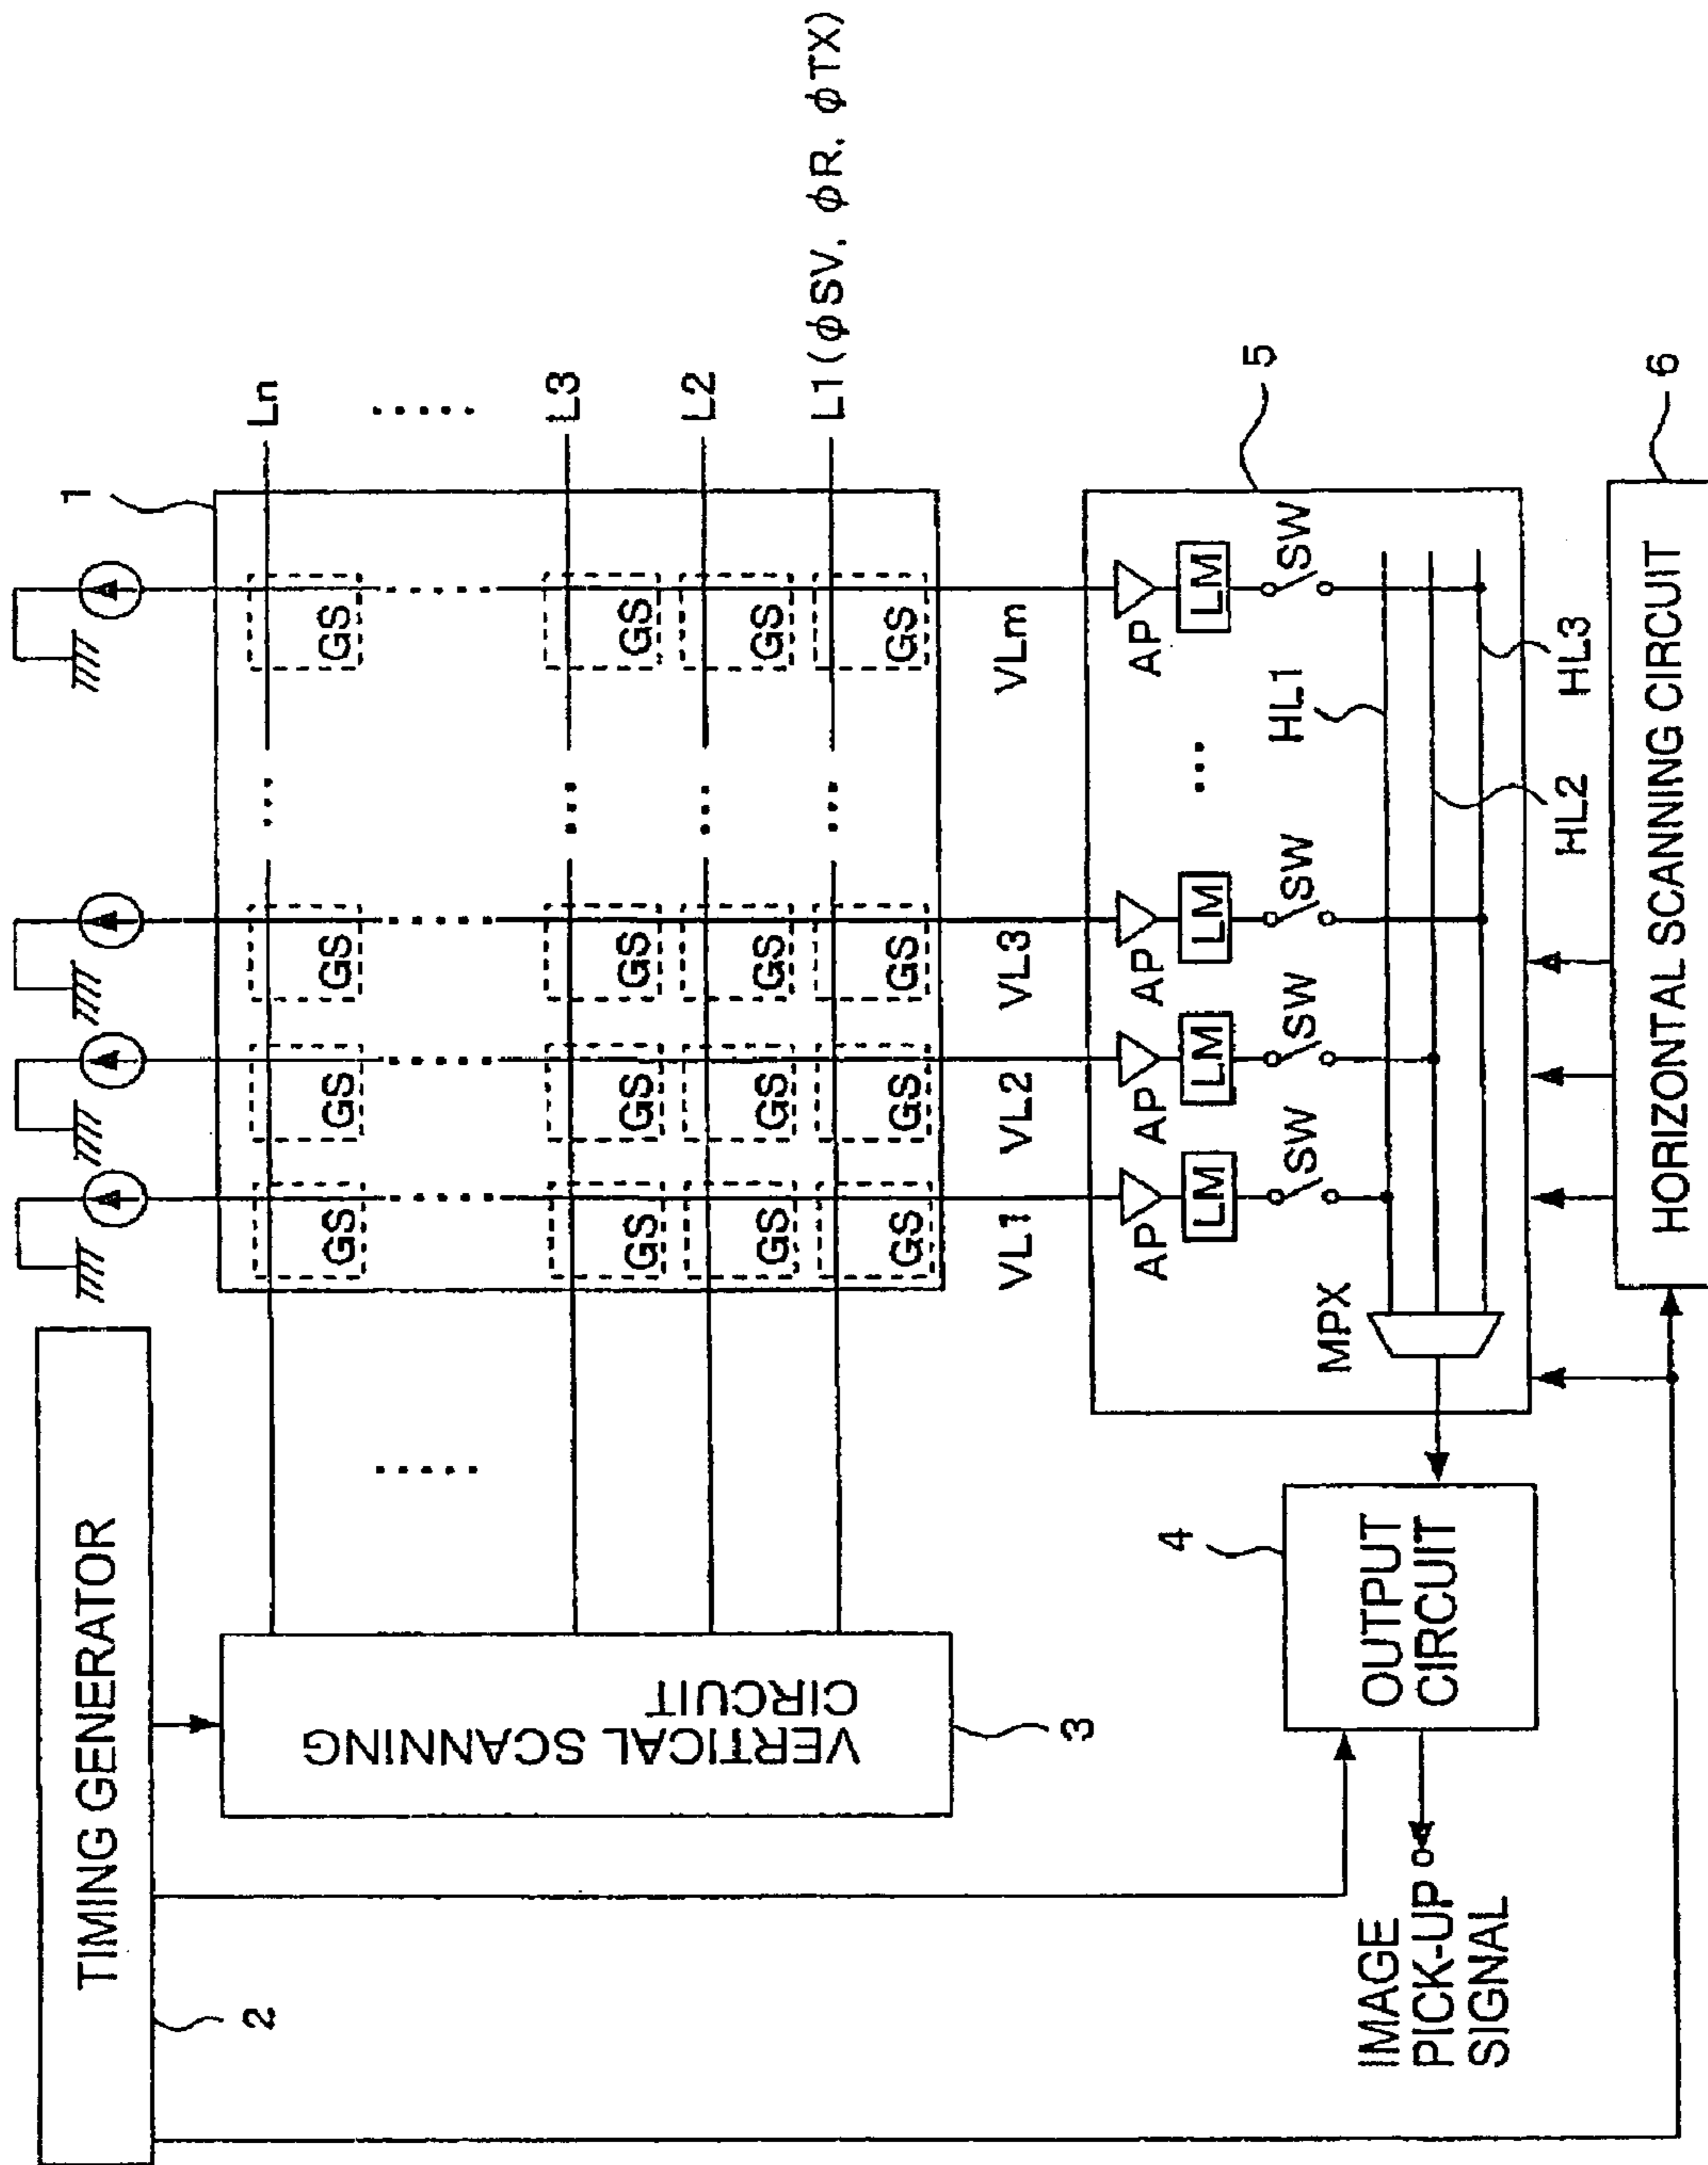 TIMING GENERATOR
2
VERTICAL SCANNING
CIRCUIT
3
1
Ln
GS GS GS GS
L3
GS GS GS GS
L2
GS GS GS GS
L1(φSV, φR, φTX)
GS GS GS GS
VL1 VL2 VL3 VLm
5
AP AP AP AP
LM LM LM LM
SW SW SW SW
MPX
HL1
HL2 HL3
4
OUTPUT
CIRCUIT
IMAGE
PICK-UP
SIGNAL
6
HORIZONTAL SCANNING CIRCUIT